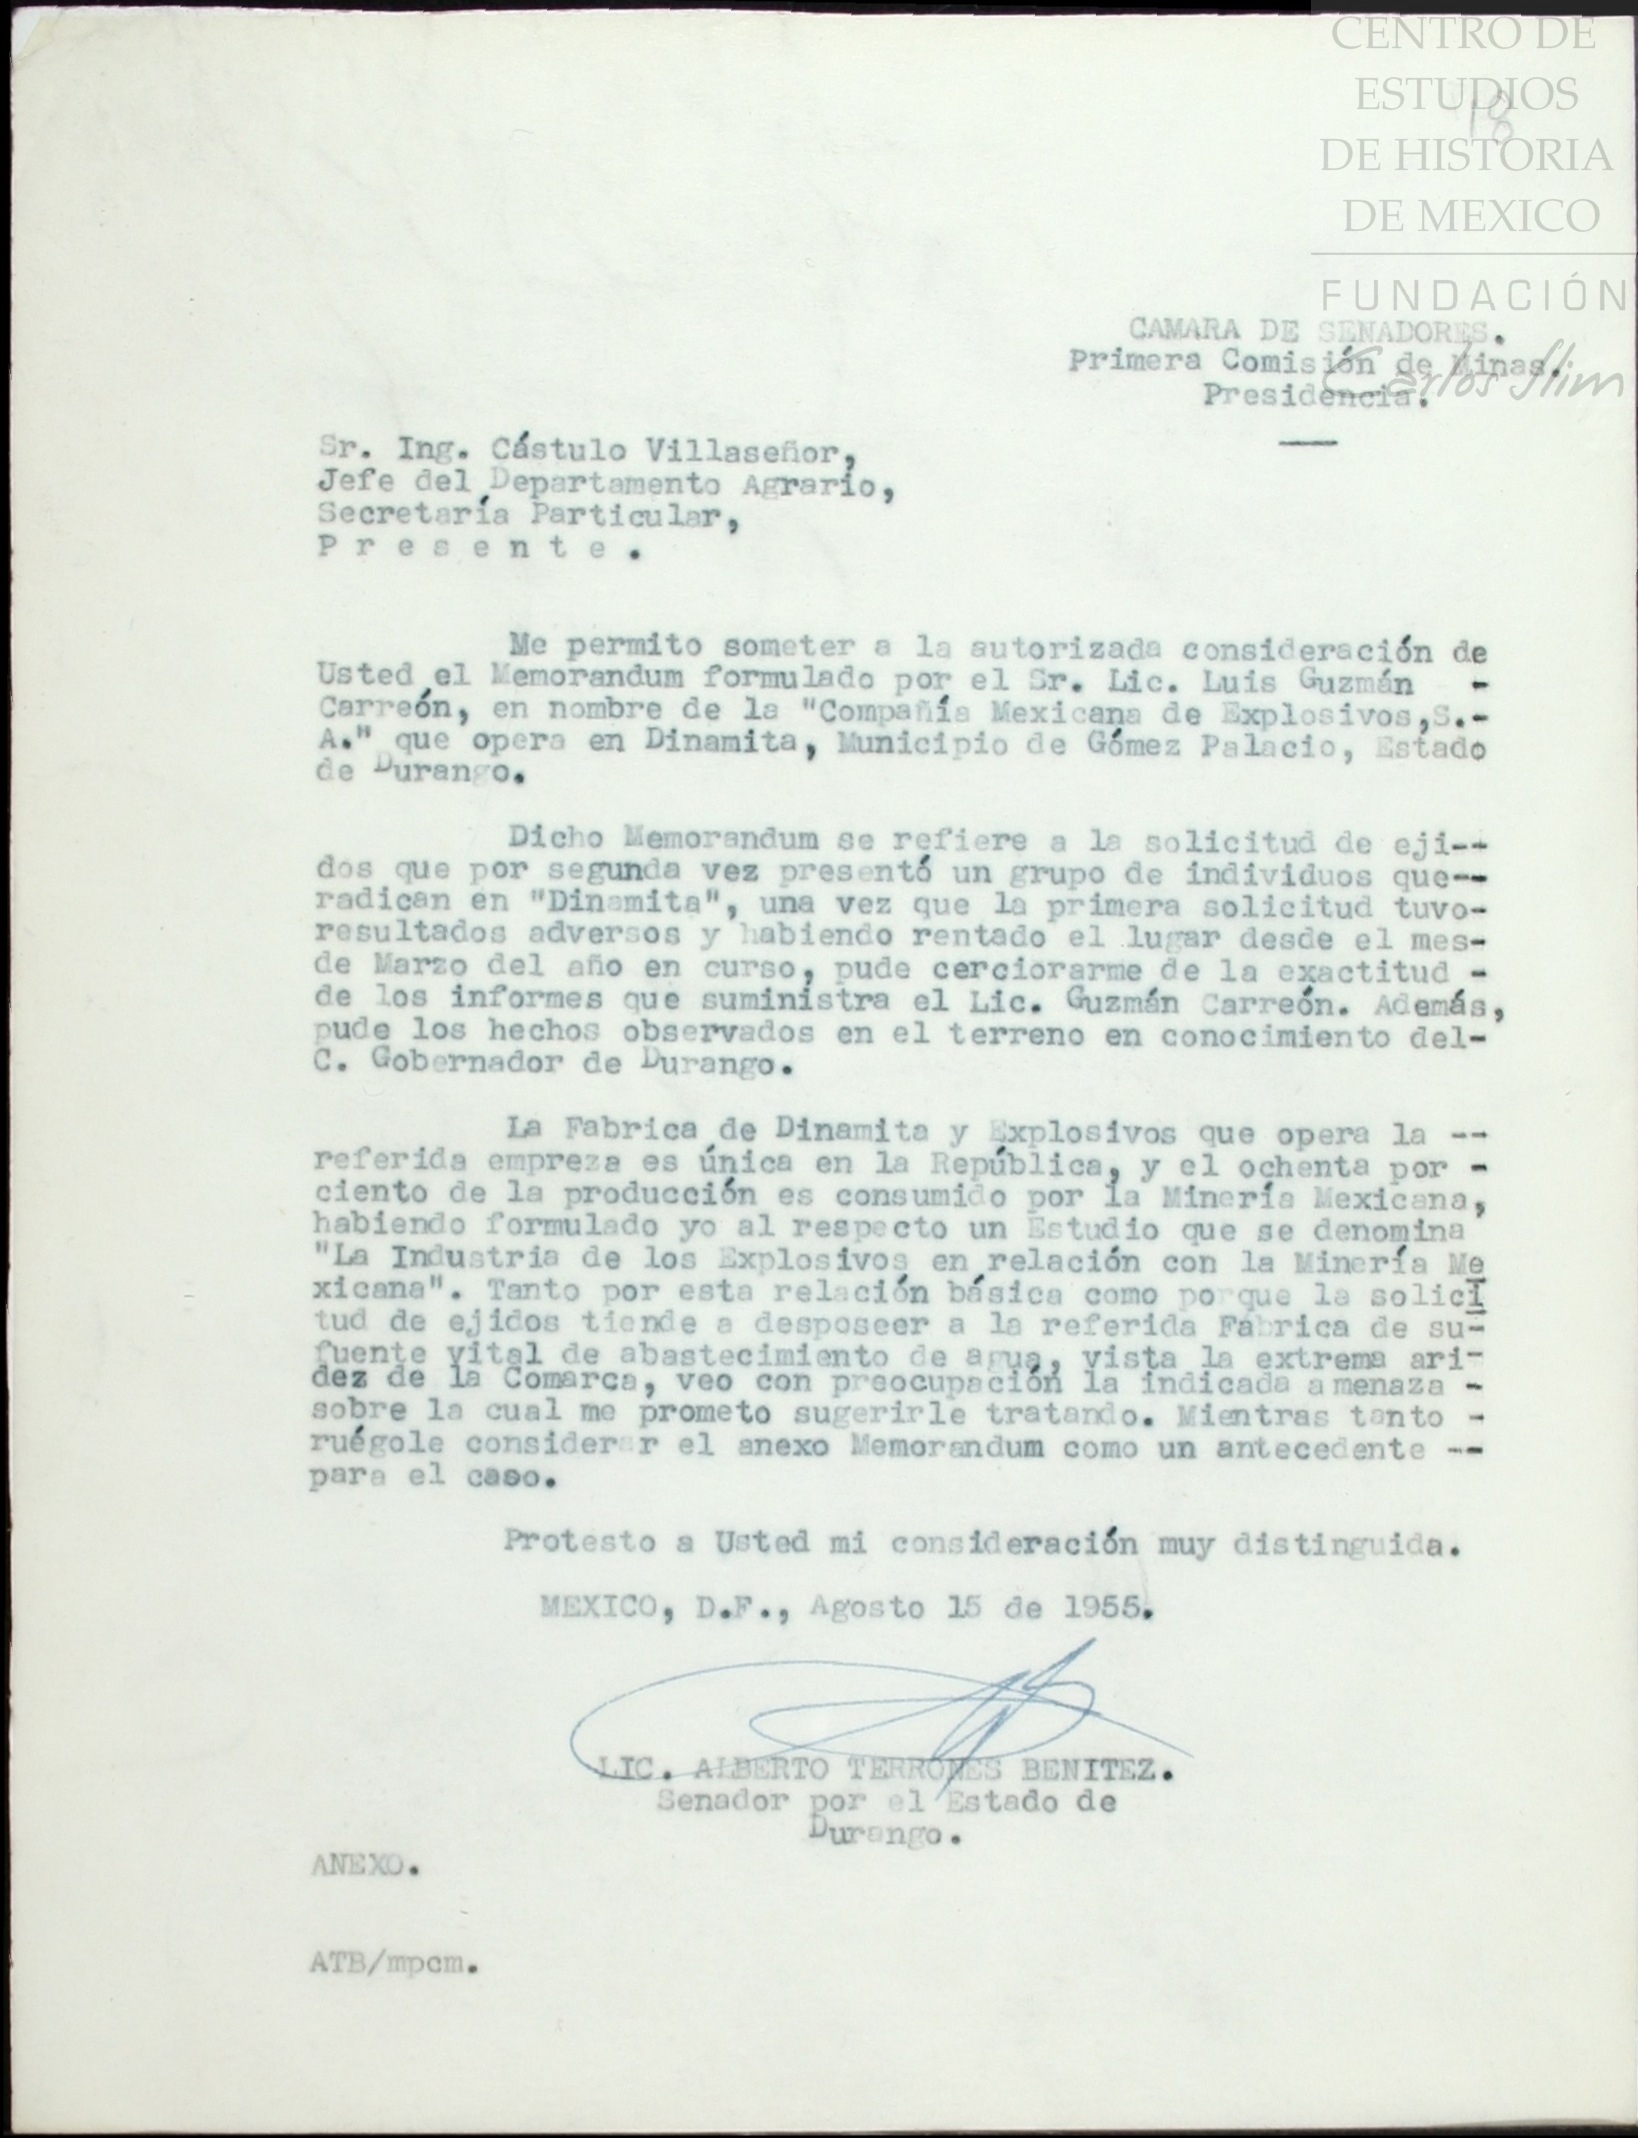 CENTRO DE
ESTUDIOS
DE HISTORIA
DE MEXICO
FUNDACIÓN
Carlos Slim
18
CAMARA DE SENADORES.
Primera Comisión de Minas.
Presidencia.
Sr. Ing. Cástulo Villaseñor,
Jefe del Departamento Agrario,
Secretaría Particular,
P r e s e n t e .
Me permito someter a la autorizada consideración de
Usted el Memorandum formulado por el Sr. Lic. Luis Guzmán -
Carreón, en nombre de la "Compañía Mexicana de Explosivos,S.-
A." que opera en Dinamita, Municipio de Gómez Palacio, Estado
de Durango.
Dicho Memorandum se refiere a la solicitud de eji--
dos que por segunda vez presentó un grupo de individuos que--
radican en "Dinamita", una vez que la primera solicitud tuvo-
resultados adversos y habiendo rentado el lugar desde el mes-
de Marzo del año en curso, pude cerciorarme de la exactitud -
de los informes que suministra el Lic. Guzmán Carreón. Además,
pude los hechos observados en el terreno en conocimiento del-
C. Gobernador de Durango.
La Fabrica de Dinamita y Explosivos que opera la --
referida empreza es única en la República, y el ochenta por -
ciento de la producción es consumido por la Minería Mexicana,
habiendo formulado yo al respecto un Estudio que se denomina
"La Industria de los Explosivos en relación con la Minería Me
xicana". Tanto por esta relación básica como porque la solici
tud de ejidos tiende a desposeer a la referida Fabrica de su-
fuente vital de abastecimiento de agua, vista la extrema ari-
dez de la Comarca, veo con preocupación la indicada amenaza -
sobre la cual me prometo sugerirle tratando. Mientras tanto -
ruégole considerar el anexo Memorandum como un antecedente --
para el caso.
Protesto a Usted mi consideración muy distinguida.
MEXICO, D.F., Agosto 15 de 1955.
LIC. ALBERTO TERRONES BENITEZ.
Senador por el Estado de
Durango.
ANEXO.
ATB/mpcm.